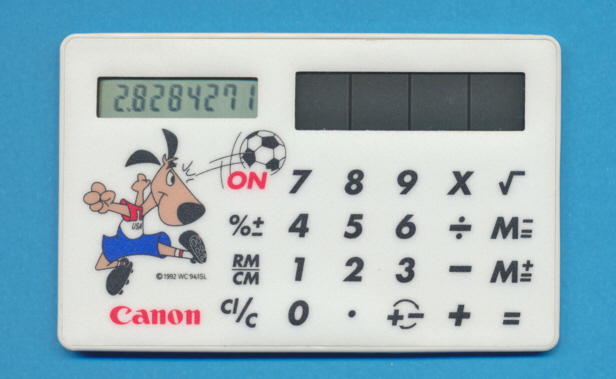 2.8284271
ON 7 8 9 X √
USA
%± 4 5 6 ÷ M=
RM
CM 1 2 3 − M±
© 1992 WC'94/ISL
Canon CI/C 0 · +− + =